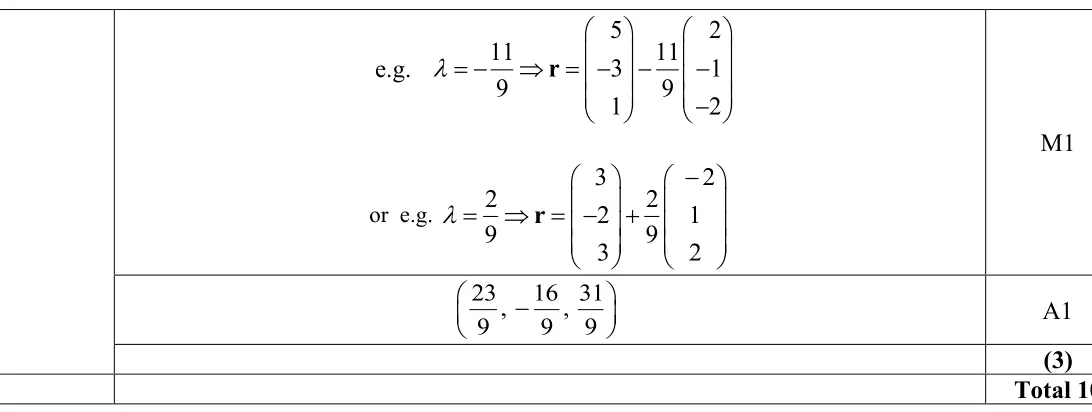 e.g. λ = −11/9 ⇒ r = (5, −3, 1) − 11/9 (2, −1, −2)
M1
or e.g. λ = 2/9 ⇒ r = (3, −2, 3) + 2/9 (−2, 1, 2)
(23/9, −16/9, 31/9)
A1
(3)
Total